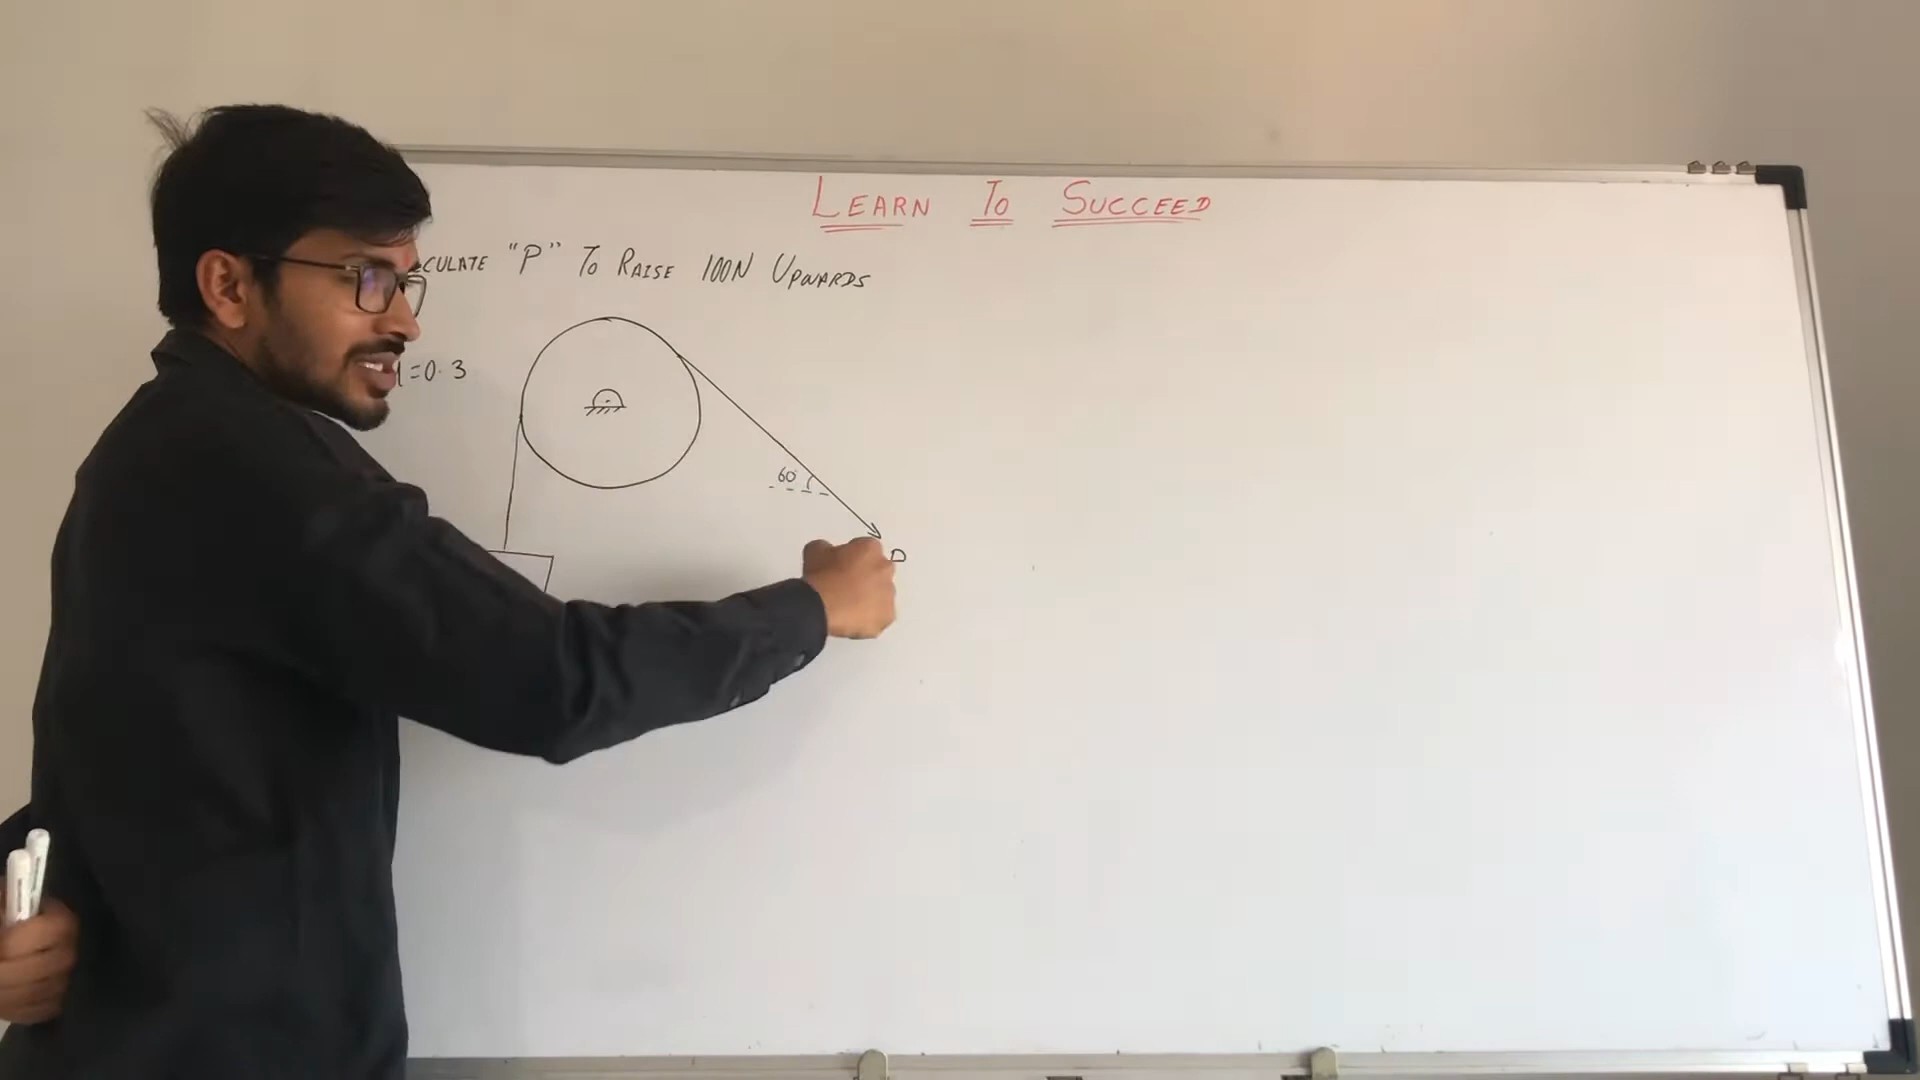 LEARN TO SUCCEED
"P" TO RAISE 100N UPWARDS
=0.3
60°
P